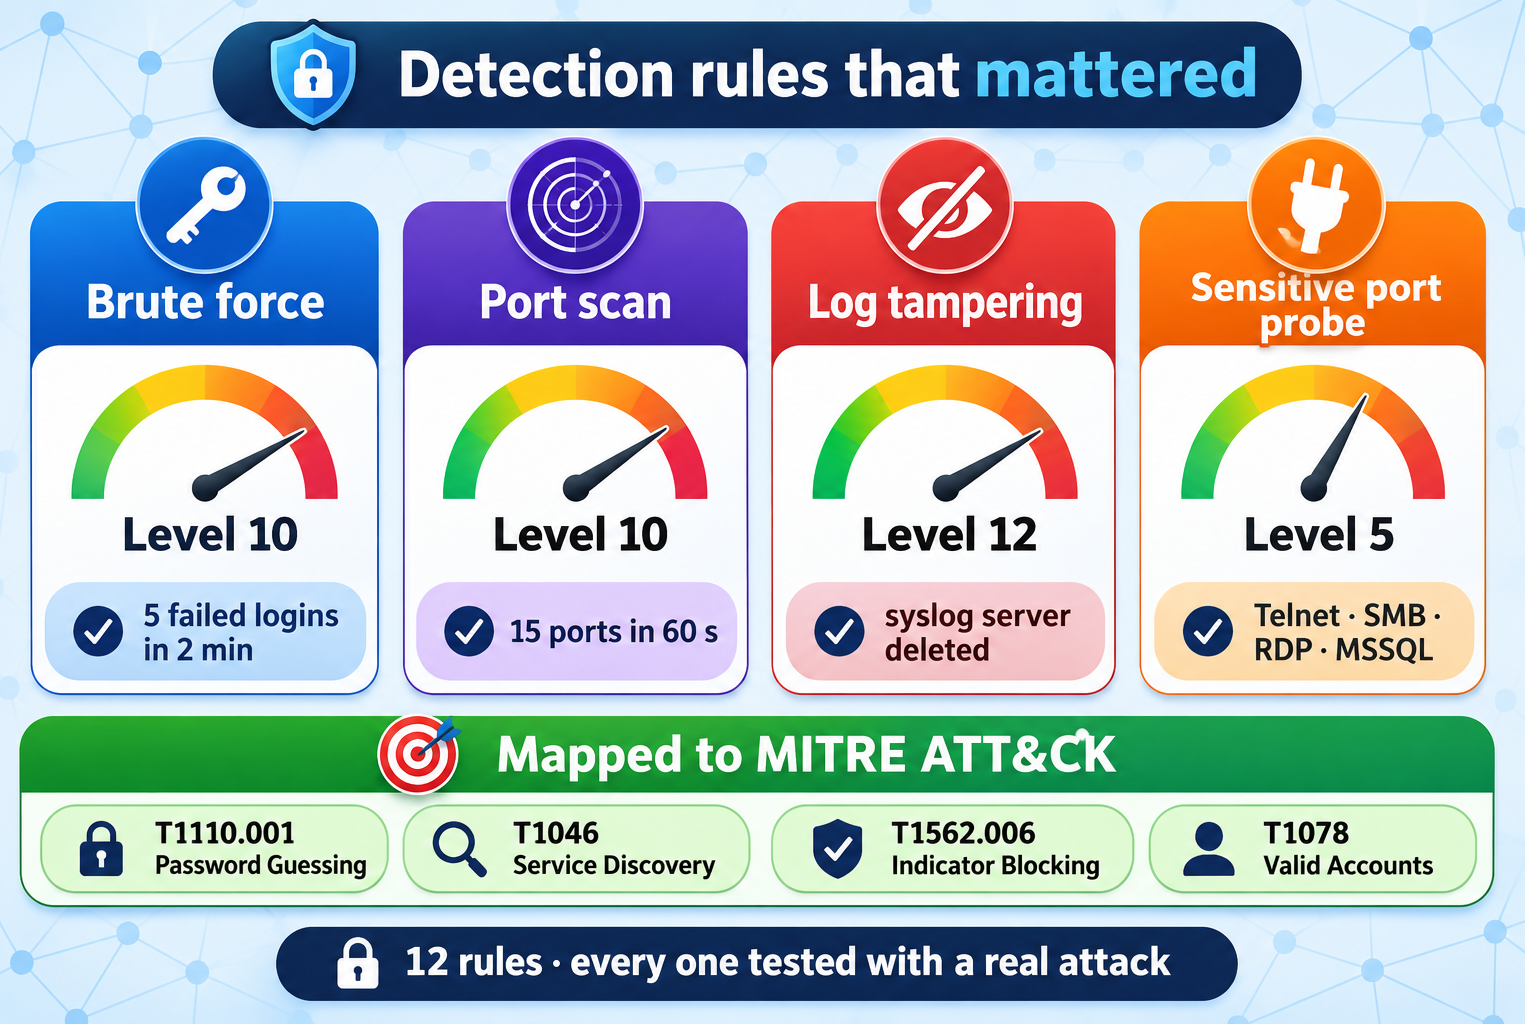 Detection rules that mattered
Brute force
Level 10
5 failed logins
in 2 min
Port scan
Level 10
15 ports in 60 s
Log tampering
Level 12
syslog server
deleted
Sensitive port
probe
Level 5
Telnet · SMB ·
RDP · MSSQL
Mapped to MITRE ATT&CK
T1110.001
Password Guessing
T1046
Service Discovery
T1562.006
Indicator Blocking
T1078
Valid Accounts
12 rules · every one tested with a real attack